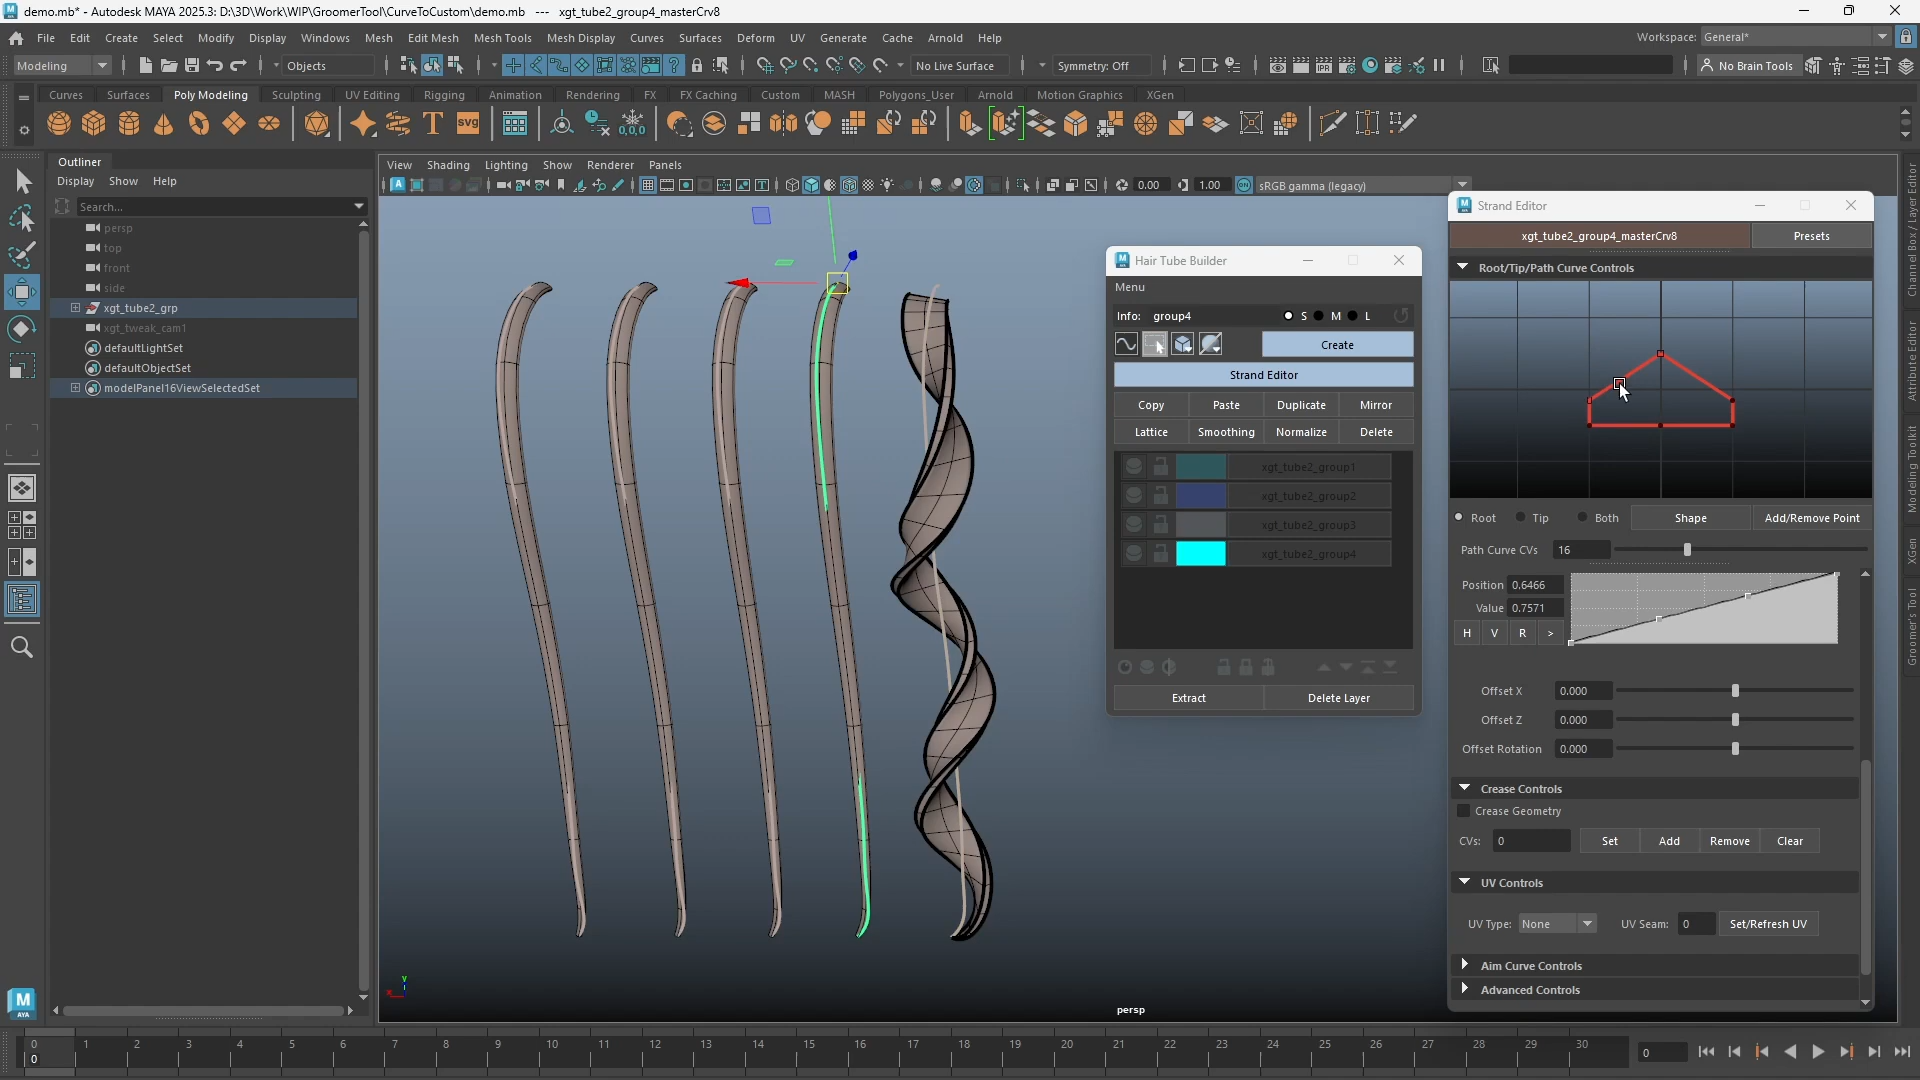 demo.mb* - Autodesk MAYA 2025.3: D:\3D\Work\WIP\GroomerTool\CurveToCustom\demo.mb --- xgt_tube2_group4_masterCrv8
File Edit Create Select Modify Display Windows Mesh Edit Mesh Mesh Tools Mesh Display Curves Surfaces Deform UV Generate Cache Arnold Help
Workspace: General*
Modeling Objects No Live Surface Symmetry: Off No Brain Tools
Curves Surfaces Poly Modeling Sculpting UV Editing Rigging Animation Rendering FX FX Caching Custom MASH Polygons_User Arnold Motion Graphics XGen
Outliner
Display Show Help
Search...
persp
top
front
side
xgt_tube2_grp
xgt_tweak_cam1
defaultLightSet
defaultObjectSet
modelPanel16ViewSelectedSet
View Shading Lighting Show Renderer Panels
0.00 1.00 sRGB gamma (legacy)
Hair Tube Builder
Menu
Info: group4 S M L
Create
Strand Editor
Copy Paste Duplicate Mirror
Lattice Smoothing Normalize Delete
xgt_tube2_group1
xgt_tube2_group2
xgt_tube2_group3
xgt_tube2_group4
Extract Delete Layer
Strand Editor
xgt_tube2_group4_masterCrv8 Presets
Root/Tip/Path Curve Controls
Root Tip Both Shape Add/Remove Point
Path Curve CVs 16
Position 0.6466
Value 0.7571
H V R >
Offset X 0.000
Offset Z 0.000
Offset Rotation 0.000
Crease Controls
Crease Geometry
CVs: 0 Set Add Remove Clear
UV Controls
UV Type: None UV Seam: 0 Set/Refresh UV
Aim Curve Controls
Advanced Controls
Channel Box / Layer Editor
Attribute Editor
Modeling Toolkit
XGen
Groomer's Tool
persp
0 1 2 3 4 5 6 7 8 9 10 11 12 13 14 15 16 17 18 19 20 21 22 23 24 25 26 27 28 29 30
0 0